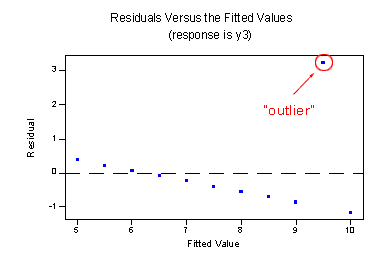 Residuals Versus the Fitted Values
(response is y3)
3
2
1
0
-1
Residual
"outlier"
5 6 7 8 9 10
Fitted Value